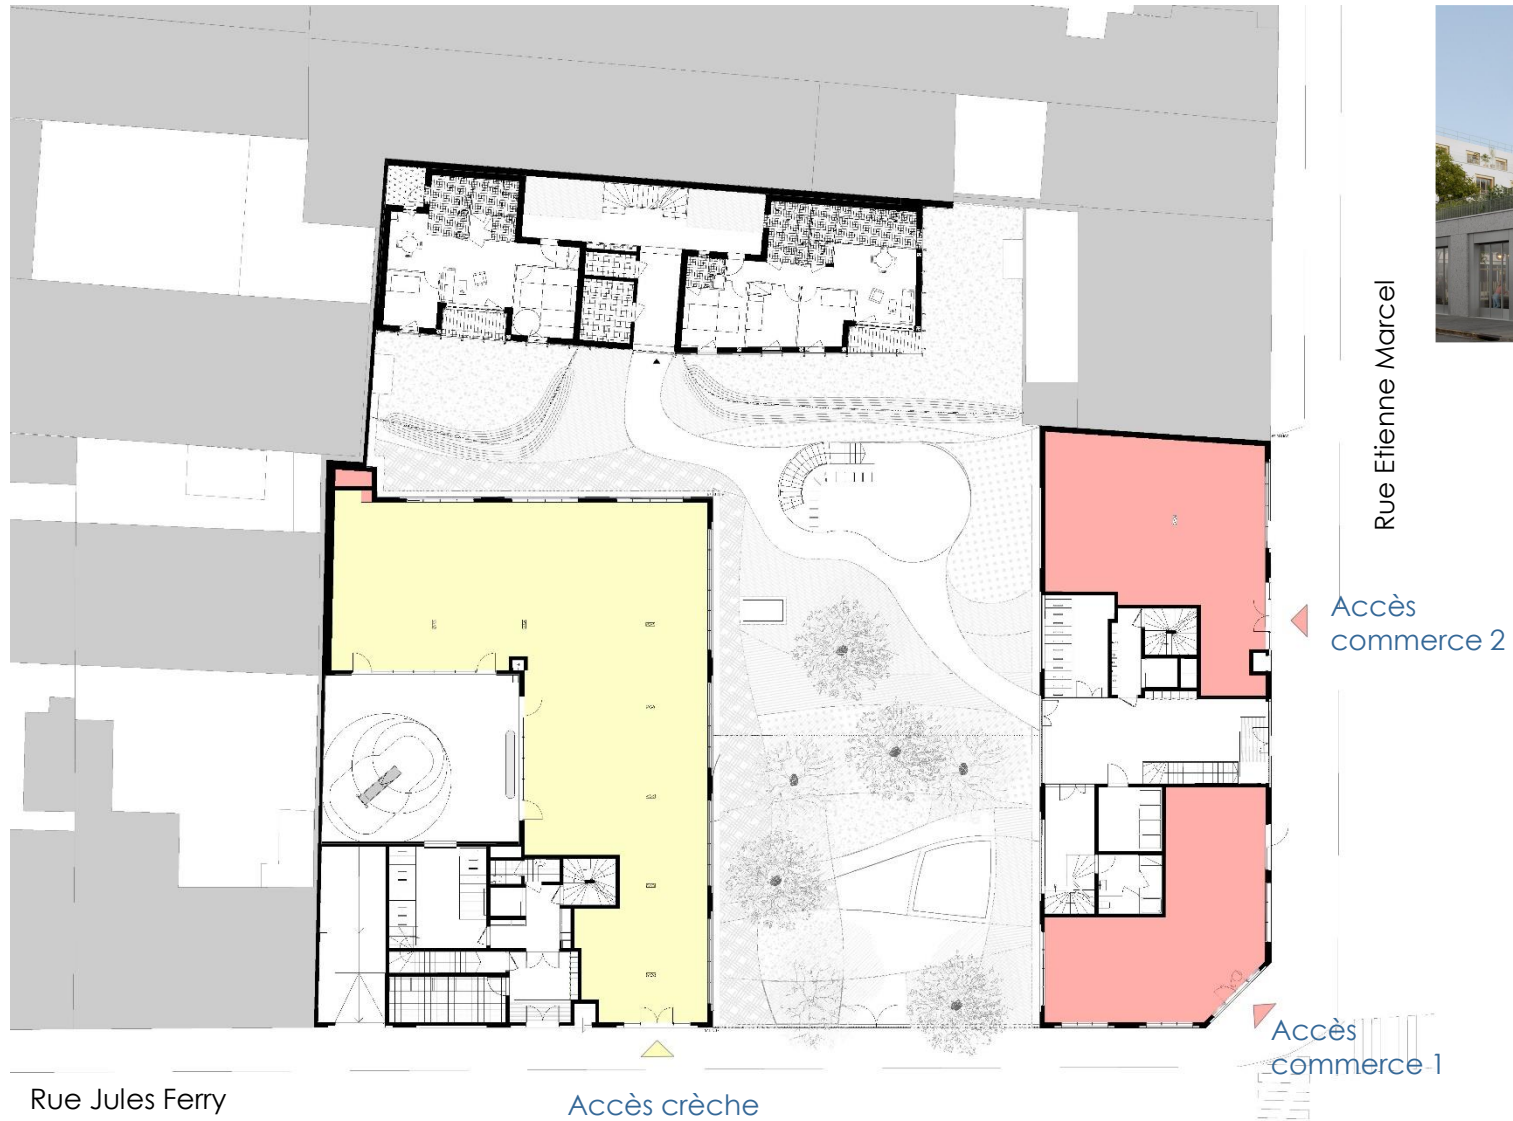 Rue Etienne Marcel
Accès
commerce 2
Accès
commerce 1
Rue Jules Ferry
Accès crèche